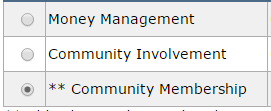 Money Management
Community Involvement
** Community Membership